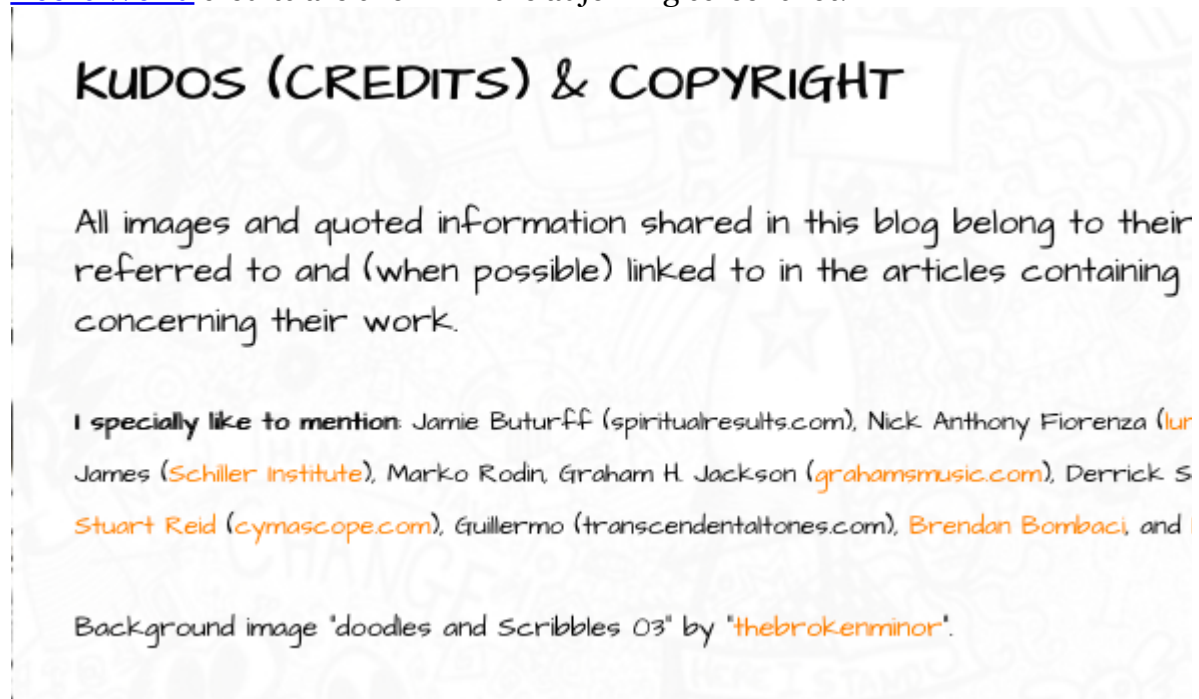 KUDOS (CREDITS) & COPYRIGHT
All images and quoted information shared in this blog belong to their
referred to and (when possible) linked to in the articles containing
concerning their work.
I specially like to mention: Jamie Buturff (spiritualresults.com), Nick Anthony Fiorenza (lur
James (Schiller Institute), Marko Rodin, Graham H. Jackson (grahamsmusic.com), Derrick S
Stuart Reid (cymascope.com), Guillermo (transcendentaltones.com), Brendan Bombaci, and
Background image "doodles and Scribbles 03" by "thebrokenminor".